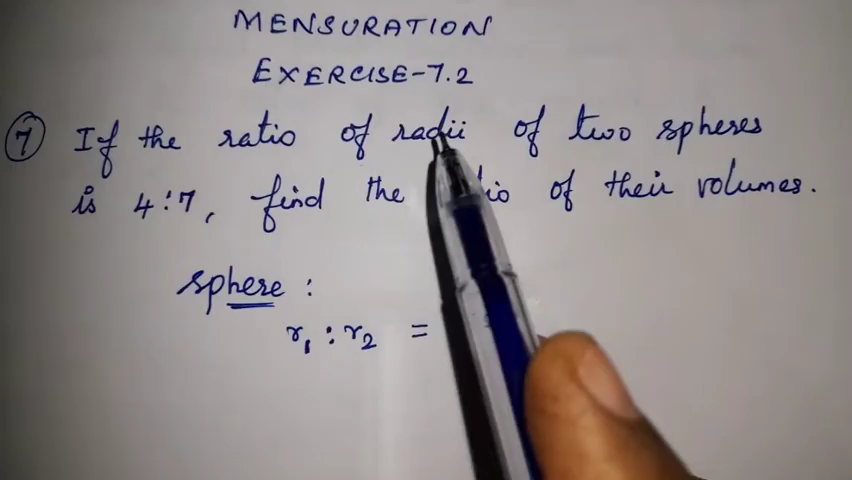 MENSURATION
EXERCISE-7.2
7 If the ratio of radii of two spheres
is 4:7, find the of their volumes.
sphere :
r₁ : r₂ =